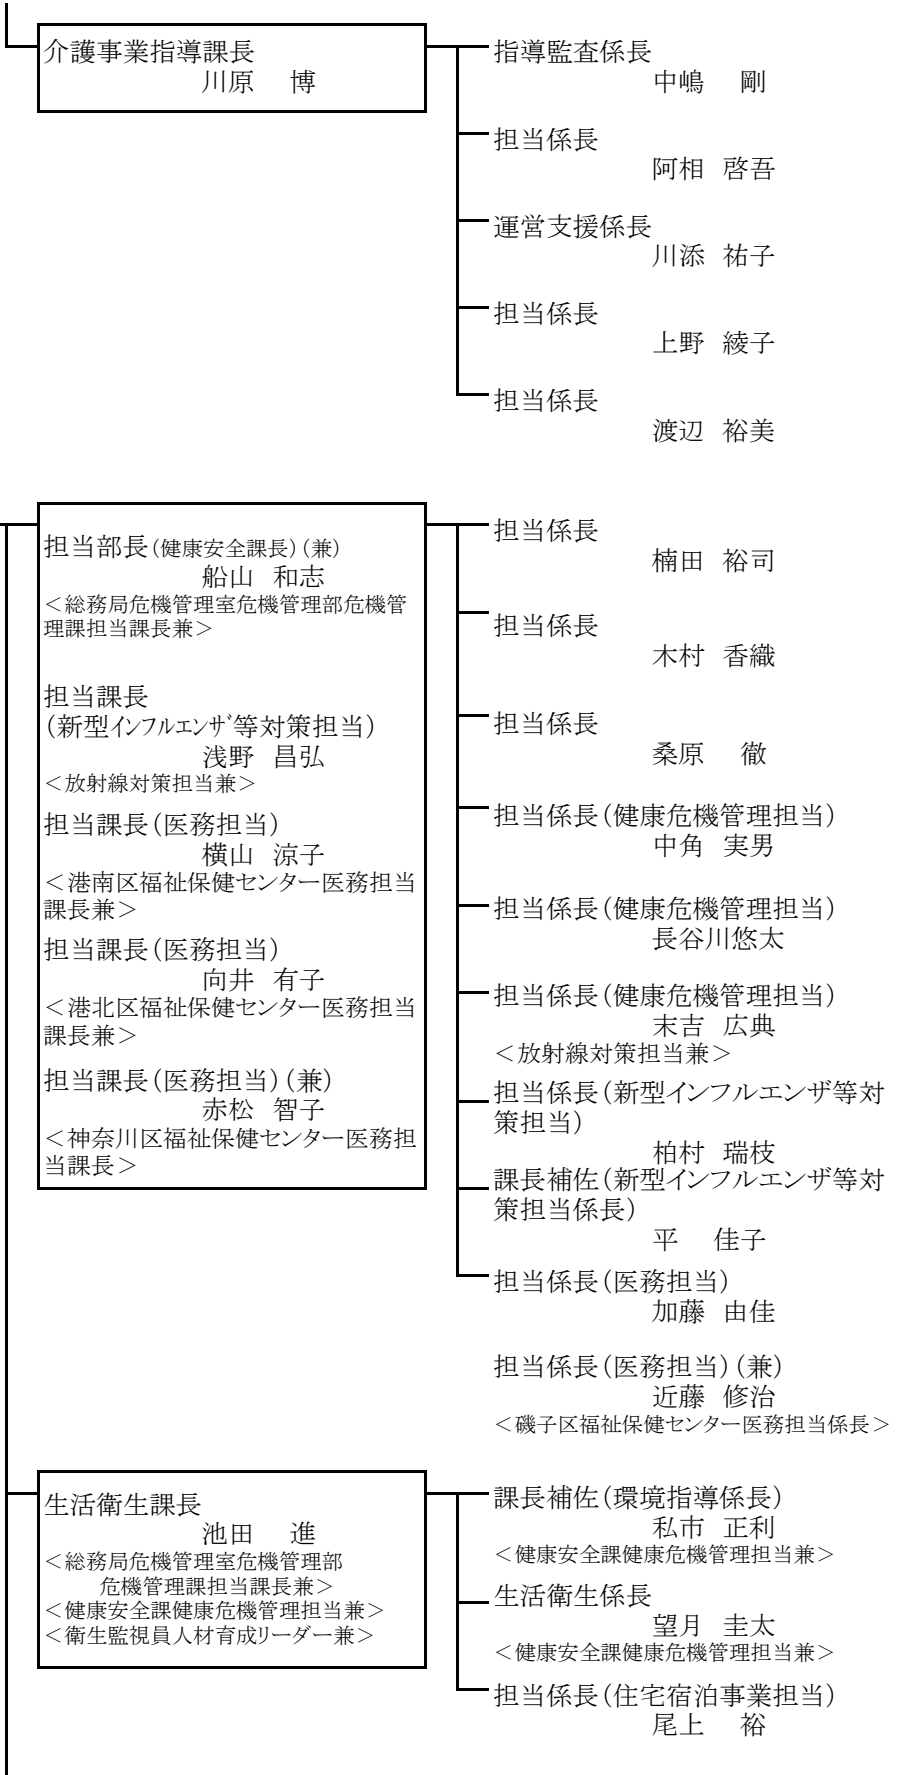 介護事業指導課長
川原　博
指導監査係長
中嶋　剛
担当係長
阿相 啓吾
運営支援係長
川添 祐子
担当係長
上野 綾子
担当係長
渡辺 裕美
担当部長(健康安全課長)(兼)
船山 和志
<総務局危機管理室危機管理部危機管
理課担当課長兼>
担当課長
(新型インフルエンザ等対策担当)
浅野 昌弘
<放射線対策担当兼>
担当課長(医務担当)
横山 涼子
<港南区福祉保健センター医務担当
課長兼>
担当課長(医務担当)
向井 有子
<港北区福祉保健センター医務担当
課長兼>
担当課長(医務担当)(兼)
赤松 智子
<神奈川区福祉保健センター医務担
当課長>
担当係長
楠田 裕司
担当係長
木村 香織
担当係長
桑原　徹
担当係長(健康危機管理担当)
中角 実男
担当係長(健康危機管理担当)
長谷川悠太
担当係長(健康危機管理担当)
末吉 広典
<放射線対策担当兼>
担当係長(新型インフルエンザ等対
策担当)
柏村 瑞枝
課長補佐(新型インフルエンザ等対
策担当係長)
平　佳子
担当係長(医務担当)
加藤 由佳
担当係長(医務担当)(兼)
近藤 修治
<磯子区福祉保健センター医務担当係長>
生活衛生課長
池田　進
<総務局危機管理室危機管理部
危機管理課担当課長兼>
<健康安全課健康危機管理担当兼>
<衛生監視員人材育成リーダー兼>
課長補佐(環境指導係長)
私市 正利
<健康安全課健康危機管理担当兼>
生活衛生係長
望月 圭太
<健康安全課健康危機管理担当兼>
担当係長(住宅宿泊事業担当)
尾上　裕